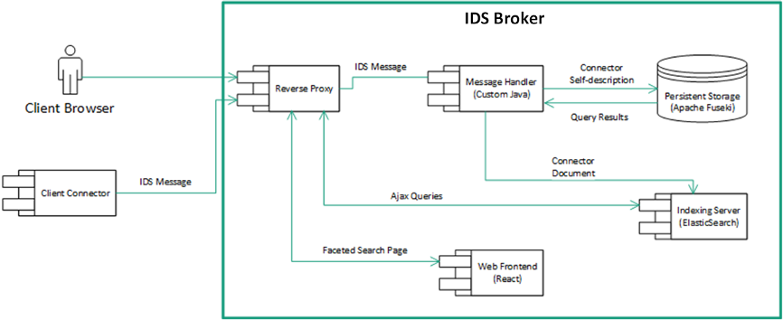 IDS Broker
Client Browser
Reverse Proxy
IDS Message
Message Handler
(Custom Java)
Connector
Self-description
Query Results
Persistent Storage
(Apache Fuseki)
Client Connector
IDS Message
Connector
Document
Ajax Queries
Indexing Server
(ElasticSearch)
Faceted Search Page
Web Frontend
(React)